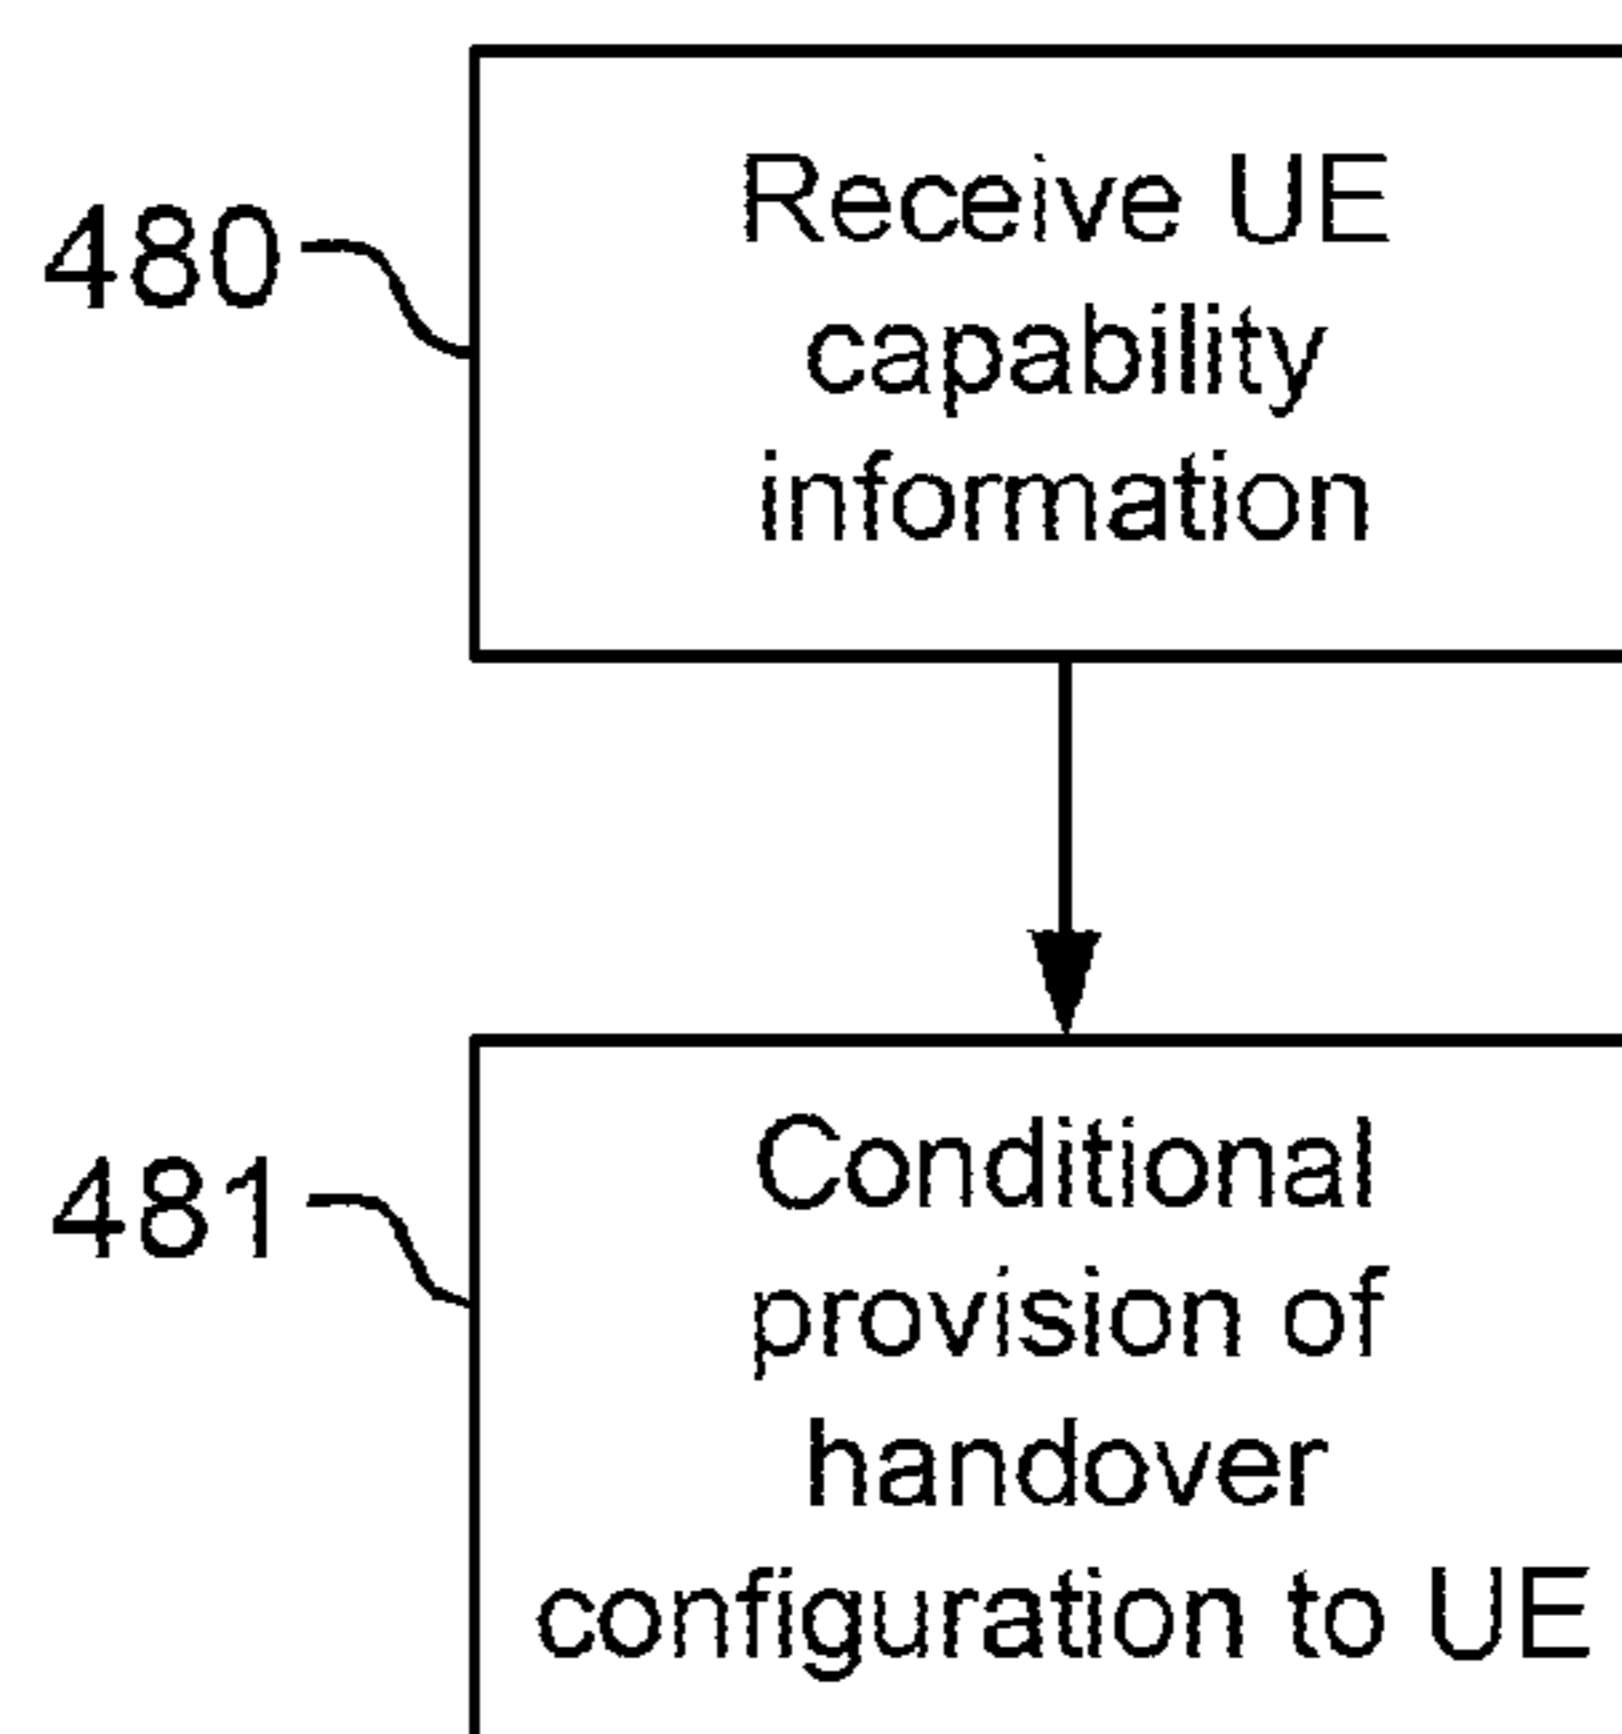 480
Receive UE
capability
information
481
Conditional
provision of
handover
configuration to UE